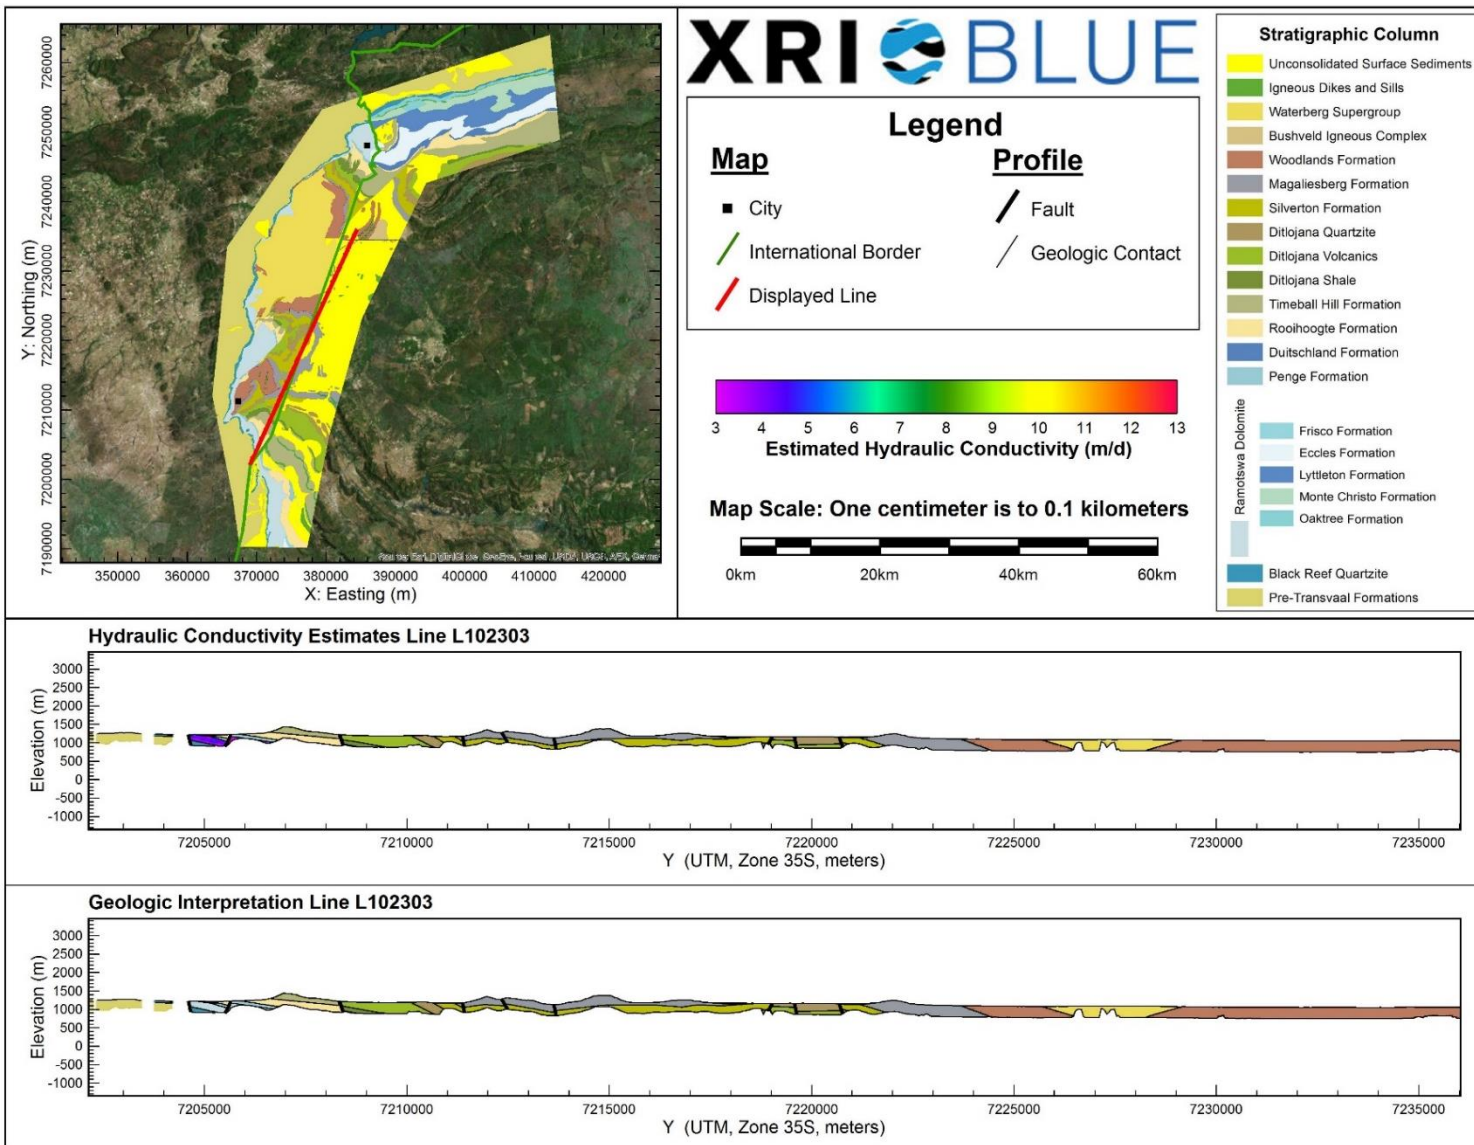 XRI BLUE
Legend
Map
City
International Border
Displayed Line
Profile
Fault
Geologic Contact
3 4 5 6 7 8 9 10 11 12 13
Estimated Hydraulic Conductivity (m/d)
Map Scale: One centimeter is to 0.1 kilometers
0km 20km 40km 60km
Stratigraphic Column
Unconsolidated Surface Sediments
Igneous Dikes and Sills
Waterberg Supergroup
Bushveld Igneous Complex
Woodlands Formation
Magaliesberg Formation
Silverton Formation
Ditlojana Quartzite
Ditlojana Volcanics
Ditlojana Shale
Timeball Hill Formation
Rooihoogte Formation
Duitschland Formation
Penge Formation
Ramotswa Dolomite
Frisco Formation
Eccles Formation
Lyttleton Formation
Monte Christo Formation
Oaktree Formation
Black Reef Quartzite
Pre-Transvaal Formations
Y: Northing (m)
7260000
7250000
7240000
7230000
7220000
7210000
7200000
7190000
350000 360000 370000 380000 390000 400000 410000 420000
X: Easting (m)
Hydraulic Conductivity Estimates Line L102303
Elevation (m)
3000
2500
2000
1500
1000
500
0
-500
-1000
7205000 7210000 7215000 7220000 7225000 7230000 7235000
Y (UTM, Zone 35S, meters)
Geologic Interpretation Line L102303
Elevation (m)
3000
2500
2000
1500
1000
500
0
-500
-1000
7205000 7210000 7215000 7220000 7225000 7230000 7235000
Y (UTM, Zone 35S, meters)